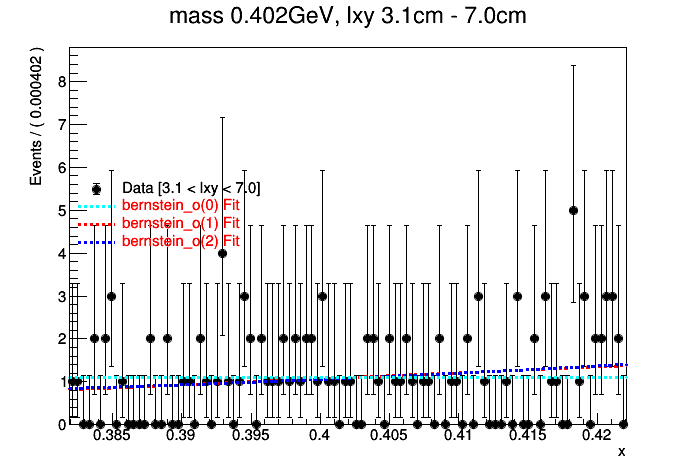 mass 0.402GeV, lxy 3.1cm - 7.0cm
Events / ( 0.000402 )
8
7
6
5
4
3
2
1
0
Data [3.1 < lxy < 7.0]
bernstein_o(0) Fit
bernstein_o(1) Fit
bernstein_o(2) Fit
0.385 0.39 0.395 0.4 0.405 0.41 0.415 0.42
x